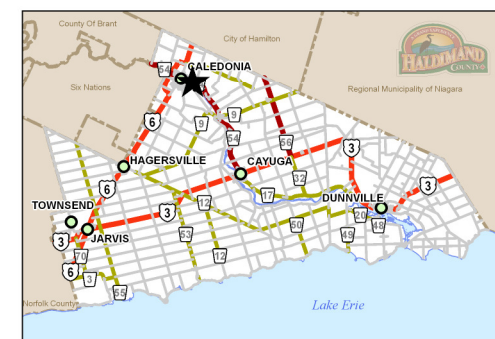 County Of Brant
City of Hamilton
HALDIMAND
COUNTY
54
CALEDONIA
Six Nations
Regional Municipality of Niagara
6
9
9
54
56
3
HAGERSVILLE
CAYUGA
3
6
32
17
TOWNSEND
DUNNVILLE
12
3
20
3
JARVIS
50
48
53
49
70
12
6
3
55
Norfolk County
Lake Erie